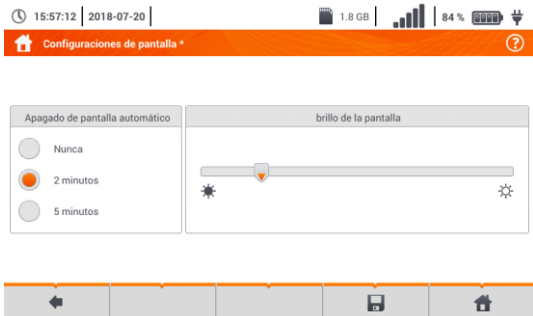 15:57:12 2018-07-20 1.8 GB 84 %
Configuraciones de pantalla * ?
Apagado de pantalla automático
Nunca
2 minutos
5 minutos
brillo de la pantalla